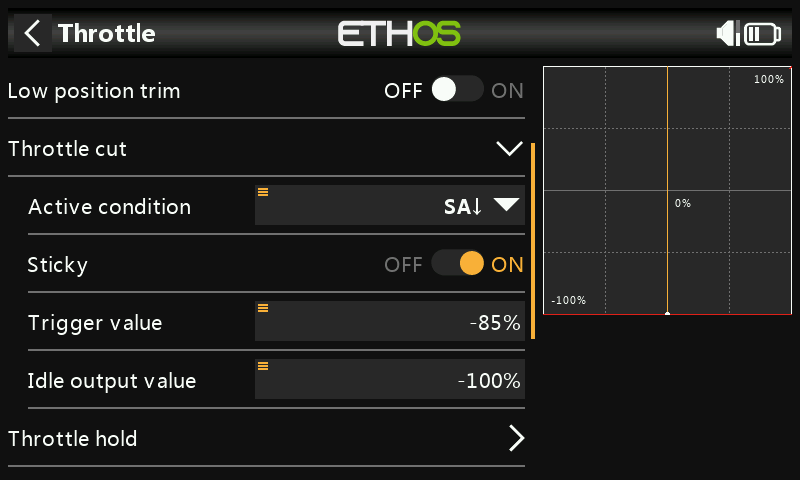 Throttle
ETHOS
Low position trim OFF ON
Throttle cut
Active condition SA↓
Sticky OFF ON
Trigger value -85%
Idle output value -100%
Throttle hold
100%
0%
-100%